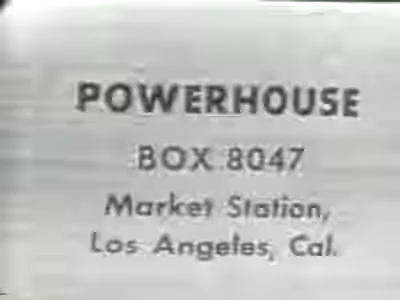 POWERHOUSE
BOX 8047
Market Station,
Los Angeles, Cal.